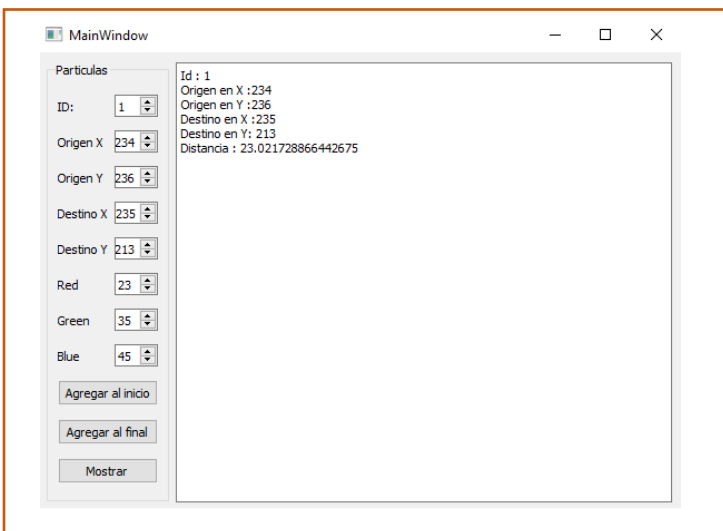 MainWindow
Particulas
ID: 1
Origen X 234
Origen Y 236
Destino X 235
Destino Y 213
Red 23
Green 35
Blue 45
Agregar al inicio
Agregar al final
Mostrar
Id : 1
Origen en X :234
Origen en Y :236
Destino en X :235
Destino en Y: 213
Distancia : 23.021728866442675